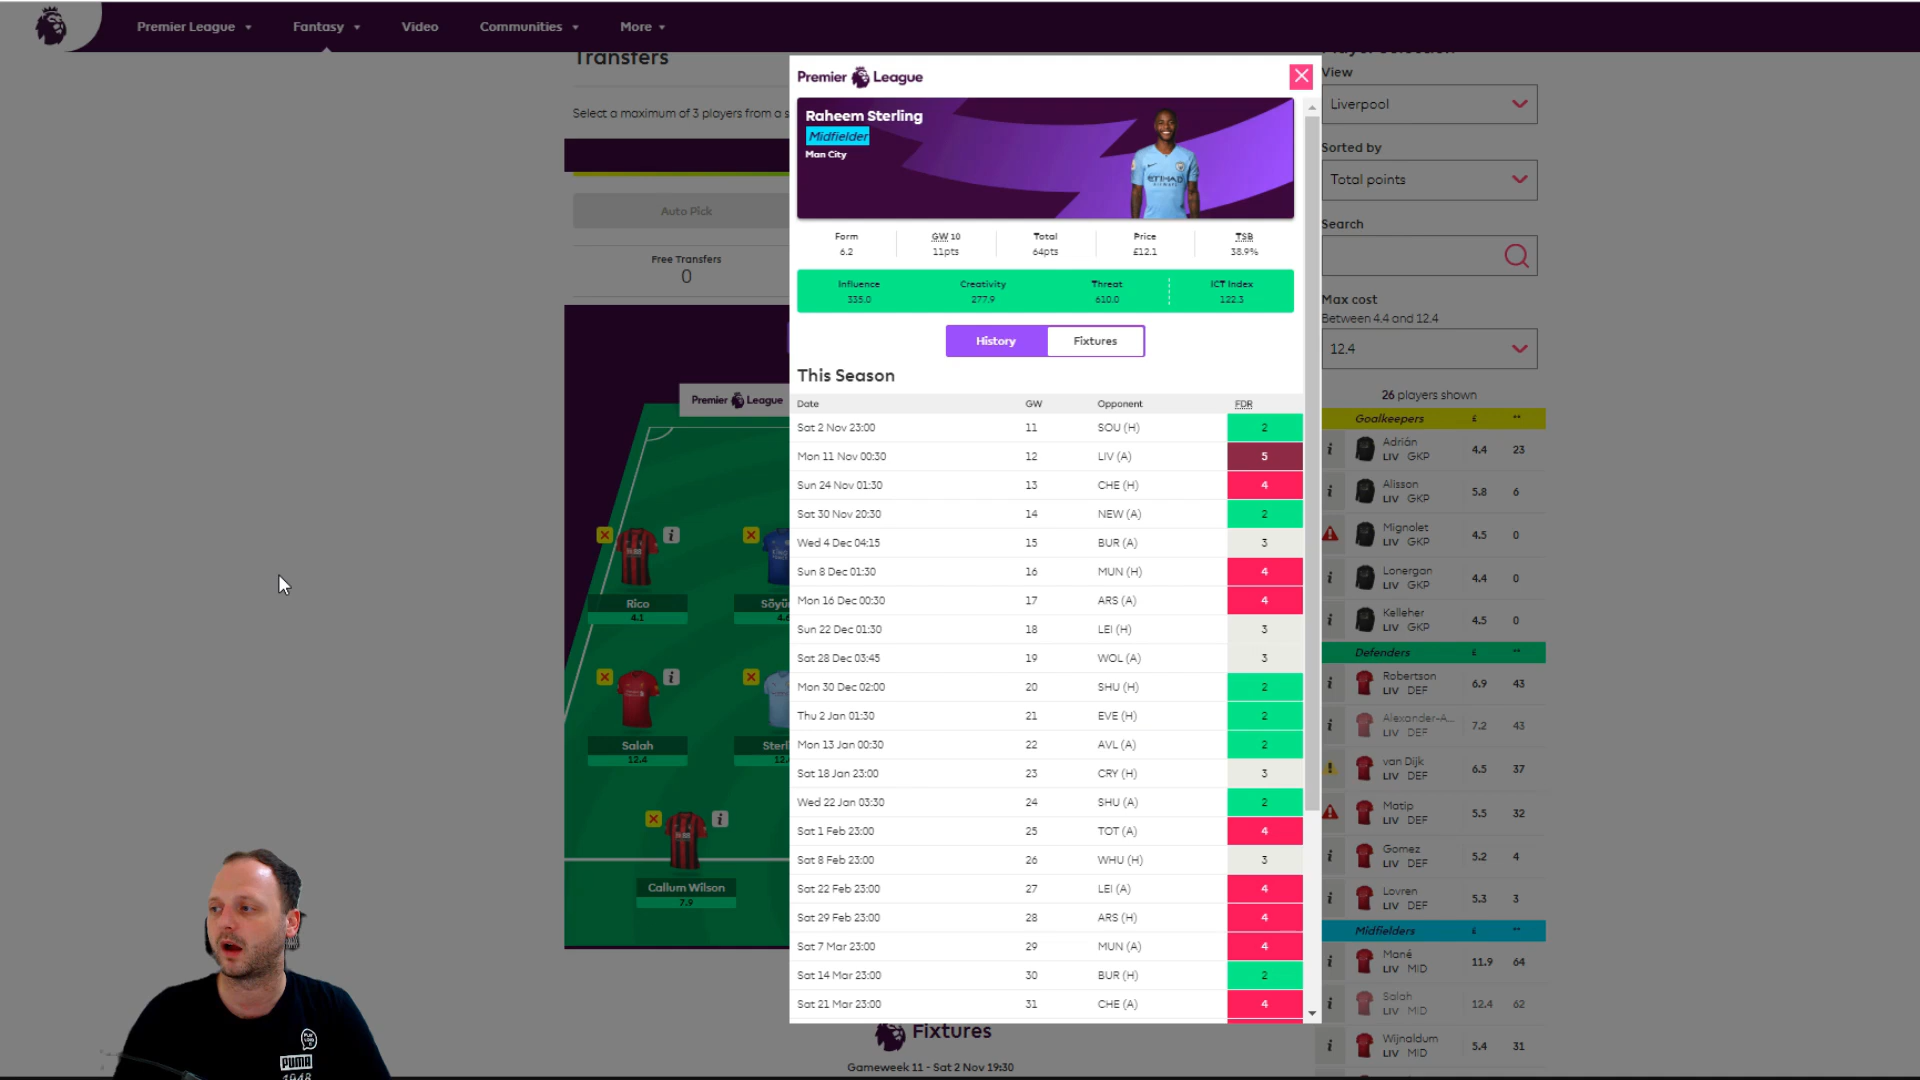 Premier League
Fantasy
Video
Communities
More
Transfers
Select a maximum of 3 players from a s
Auto Pick
Free Transfers
0
Premier League
Rico
4.1
Söyü
Salah
12.4
Sterl
12.
Callum Wilson
7.9
Premier League
Raheem Sterling
Midfielder
Man City
ETIHAD
AIRWAYS
Form GW 10 Total Price TSB
6.2 11pts 64pts £12.1 38.9%
Influence Creativity Threat ICT Index
335.0 277.9 610.0 122.3
History Fixtures
This Season
Date GW Opponent FDR
Sat 2 Nov 23:00 11 SOU (H) 2
Mon 11 Nov 00:30 12 LIV (A) 5
Sun 24 Nov 01:30 13 CHE (H) 4
Sat 30 Nov 20:30 14 NEW (A) 2
Wed 4 Dec 04:15 15 BUR (A) 3
Sun 8 Dec 01:30 16 MUN (H) 4
Mon 16 Dec 00:30 17 ARS (A) 4
Sun 22 Dec 01:30 18 LEI (H) 3
Sat 28 Dec 03:45 19 WOL (A) 3
Mon 30 Dec 02:00 20 SHU (H) 2
Thu 2 Jan 01:30 21 EVE (H) 2
Mon 13 Jan 00:30 22 AVL (A) 2
Sat 18 Jan 23:00 23 CRY (H) 3
Wed 22 Jan 03:30 24 SHU (A) 2
Sat 1 Feb 23:00 25 TOT (A) 4
Sat 8 Feb 23:00 26 WHU (H) 3
Sat 22 Feb 23:00 27 LEI (A) 4
Sat 29 Feb 23:00 28 ARS (H) 4
Sat 7 Mar 23:00 29 MUN (A) 4
Sat 14 Mar 23:00 30 BUR (H) 2
Sat 21 Mar 23:00 31 CHE (A) 4
Fixtures
Gameweek 11 - Sat 2 Nov 19:30
View
Liverpool
Sorted by
Total points
Search
Max cost
Between 4.4 and 12.4
12.4
26 players shown
Goalkeepers £ **
Adrián 4.4 23
LIV GKP
Alisson 5.8 6
LIV GKP
Mignolet 4.5 0
LIV GKP
Lonergan 4.4 0
LIV GKP
Kelleher 4.5 0
LIV GKP
Defenders £ **
Robertson 6.9 43
LIV DEF
Alexander-A... 7.2 43
LIV DEF
van Dijk 6.5 37
LIV DEF
Matip 5.5 32
LIV DEF
Gomez 5.2 4
LIV DEF
Lovren 5.3 3
LIV DEF
Midfielders £ **
Mané 11.9 64
LIV MID
Salah 12.4 62
LIV MID
Wijnaldum 5.4 31
LIV MID
PUMA
1948